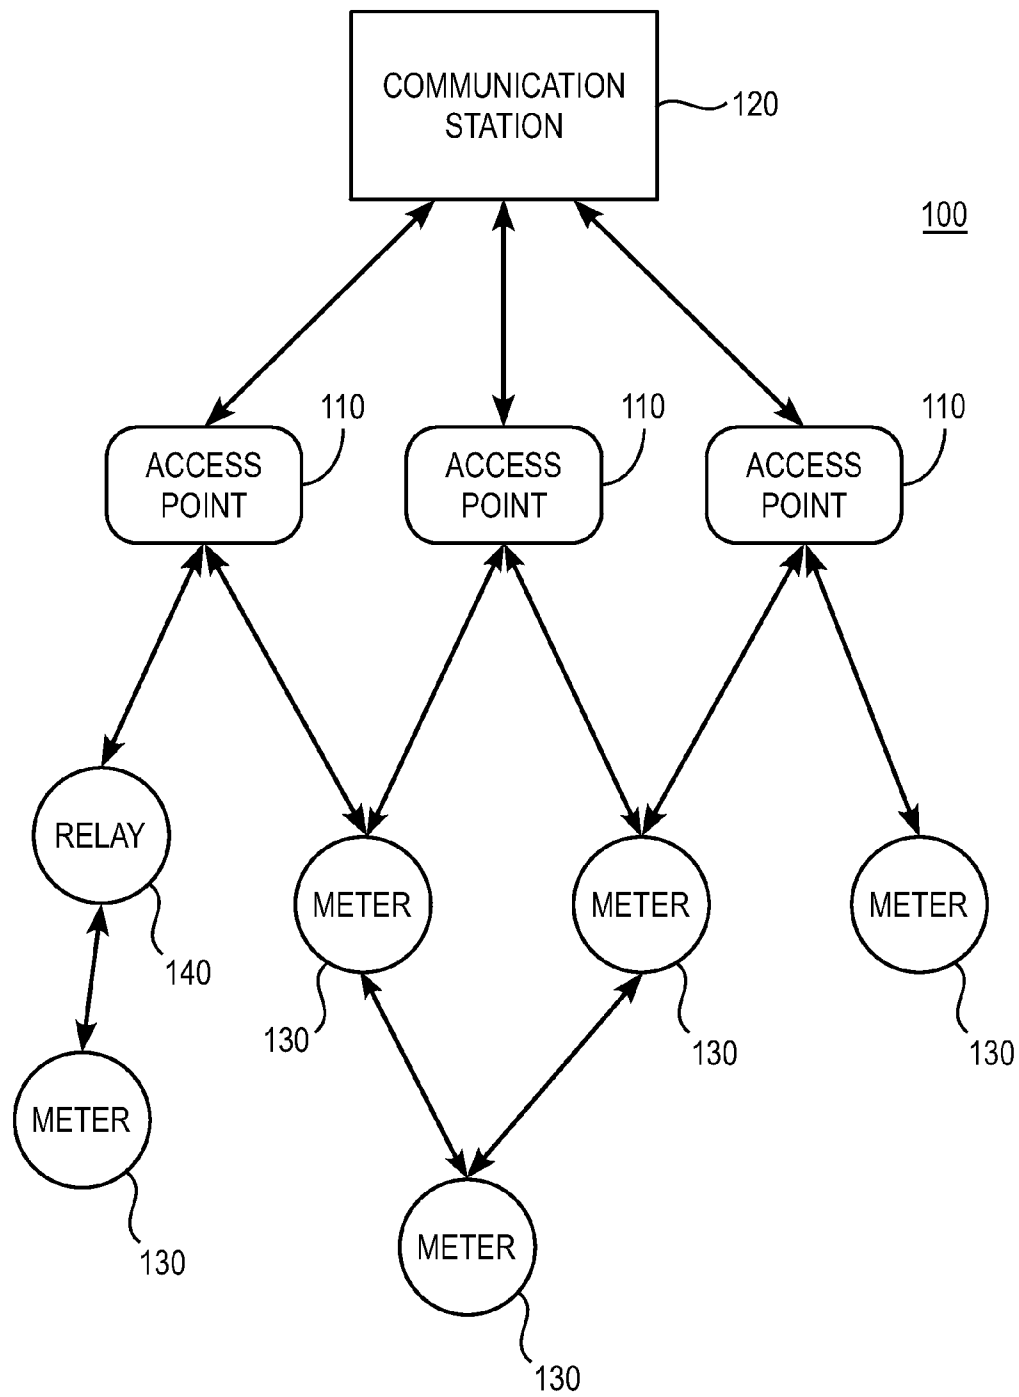 COMMUNICATION
STATION
120
100
110
110
110
ACCESS
POINT
ACCESS
POINT
ACCESS
POINT
RELAY
METER
METER
METER
140
130
130
130
METER
130
METER
130